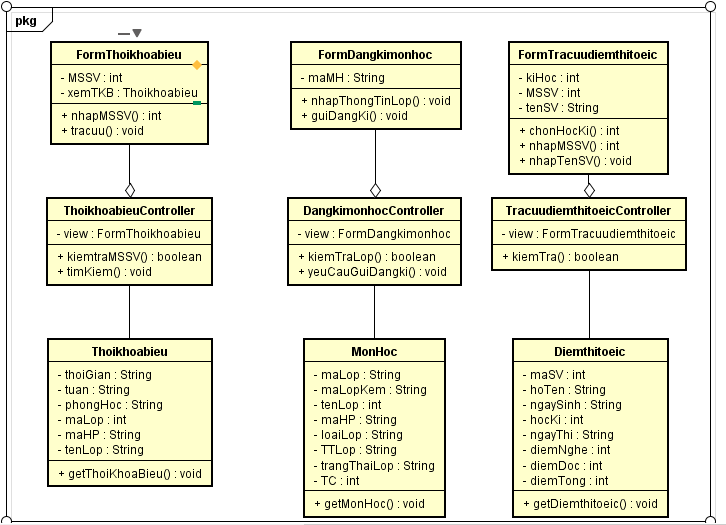 pkg
FormThoikhoabieu
- MSSV : int
- xemTKB : Thoikhoabieu
+ nhapMSSV() : int
+ tracuu() : void
FormDangkimonhoc
- maMH : String
+ nhapThongTinLop() : void
+ guiDangKi() : void
FormTracuudiemthitoeic
- kiHoc : int
- MSSV : int
- tenSV : String
+ chonHocKi() : int
+ nhapMSSV() : int
+ nhapTenSV() : void
ThoikhoabieuController
- view : FormThoikhoabieu
+ kiemtraMSSV() : boolean
+ timKiem() : void
DangkimonhocController
- view : FormDangkimonhoc
+ kiemTraLop() : boolean
+ yeuCauGuiDangki() : void
TracuudiemthitoeicController
- view : FormTracuudiemthitoeic
+ kiemTra() : boolean
Thoikhoabieu
- thoiGian : String
- tuan : String
- phongHoc : String
- maLop : int
- maHP : String
- tenLop : String
+ getThoiKhoaBieu() : void
MonHoc
- maLop : String
- maLopKem : String
- tenLop : int
- maHP : String
- loaiLop : String
- TTLop : String
- trangThaiLop : String
- TC : int
+ getMonHoc() : void
Diemthitoeic
- maSV : int
- hoTen : String
- ngaySinh : String
- hocKi : int
- ngayThi : String
- diemNghe : int
- diemDoc : int
- diemTong : int
+ getDiemthitoeic() : void